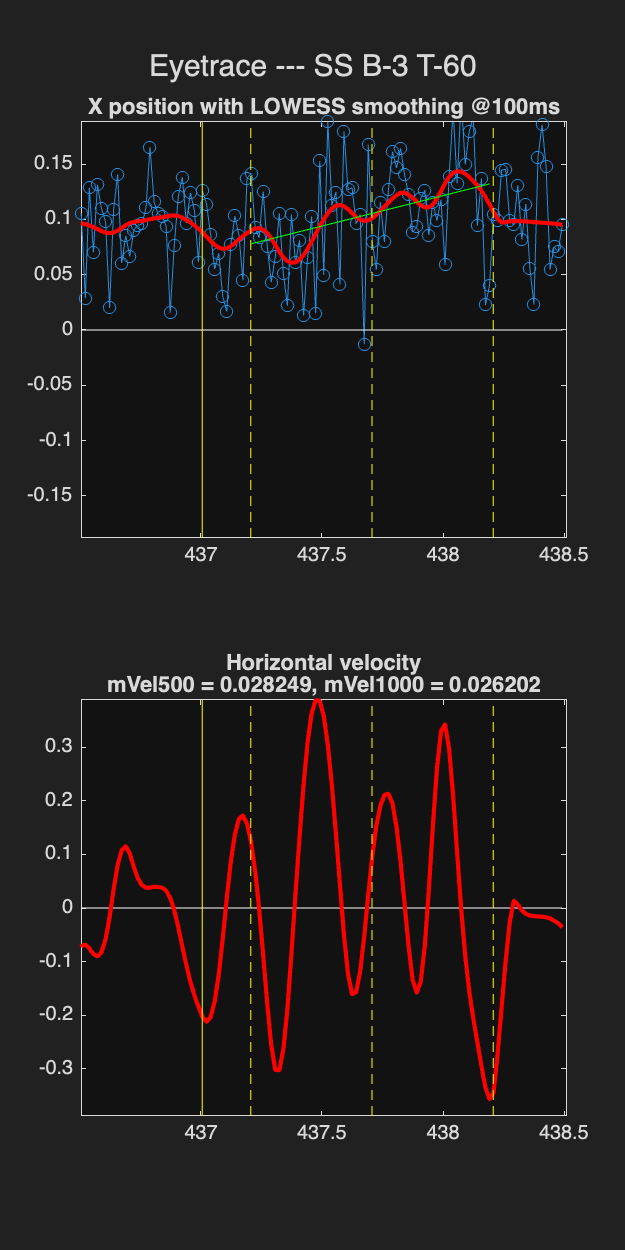 Eyetrace --- SS B-3 T-60
X position with LOWESS smoothing @100ms
0.15
0.1
0.05
0
-0.05
-0.1
-0.15
437 437.5 438 438.5
Horizontal velocity
mVel500 = 0.028249, mVel1000 = 0.026202
0.3
0.2
0.1
0
-0.1
-0.2
-0.3
437 437.5 438 438.5